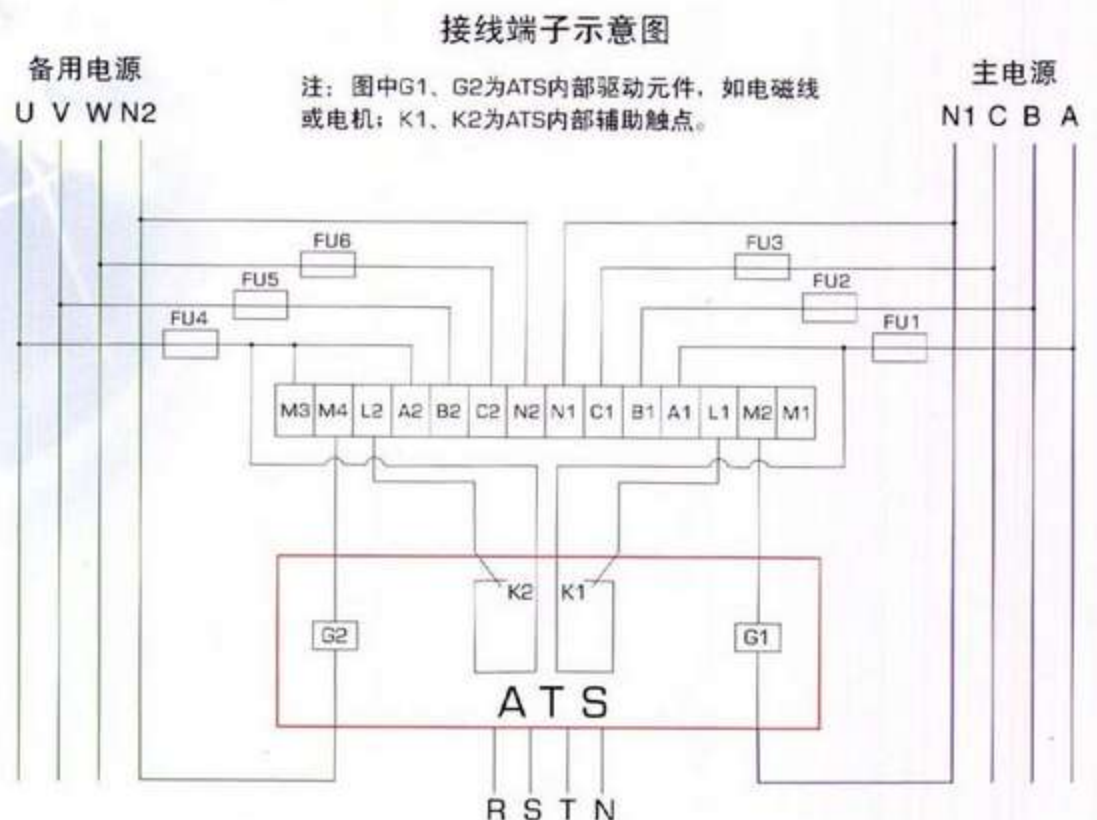 接线端子示意图
备用电源
主电源
注：图中G1、G2为ATS内部驱动元件，如电磁线
或电机；K1、K2为ATS内部辅助触点。
U V W N2
N1 C B A
FU6
FU3
FU5
FU2
FU4
FU1
M3 M4 L2 A2 B2 C2 N2 N1 C1 B1 A1 L1 M2 M1
K2 K1
G2
G1
ATS
R S T N